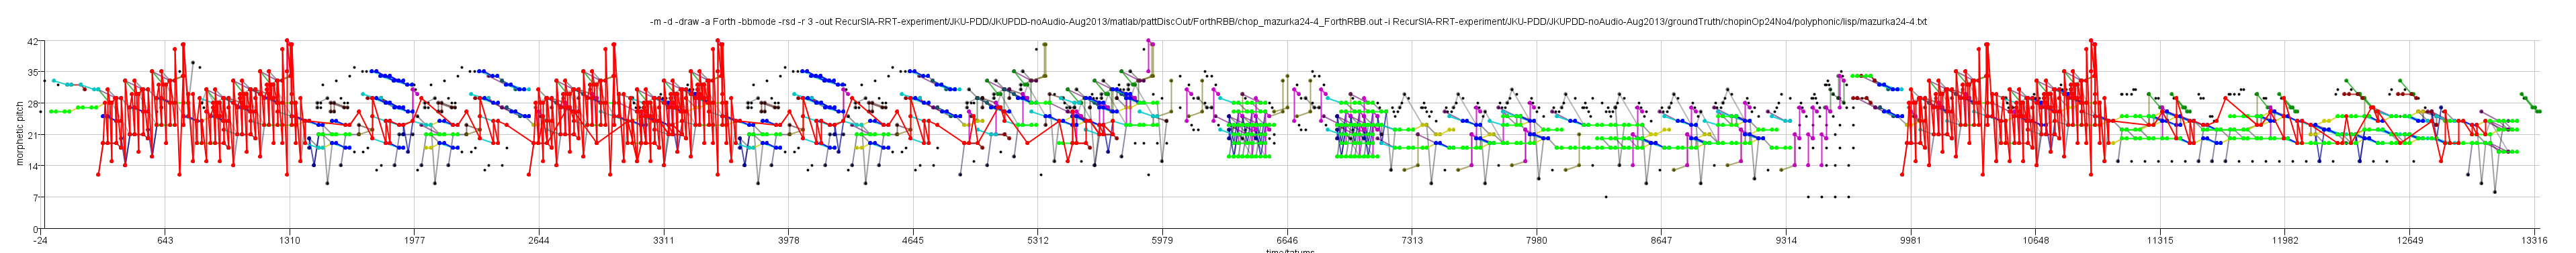 -m -d -draw -a Forth -bbmode -rsd -r 3 -out RecurSIA-RRT-experiment/JKU-PDD/JKUPDD-noAudio-Aug2013/matlab/pattDiscOut/ForthRBB/chop_mazurka24-4_ForthRBB.out -i RecurSIA-RRT-experiment/JKU-PDD/JKUPDD-noAudio-Aug2013/groundTruth/chopinOp24No4/polyphonic/lisp/mazurka24-4.txt
42
35
28
21
14
7
0
morphetic pitch
-24 643 1310 1977 2644 3311 3978 4645 5312 5979 6646 7313 7980 8647 9314 9981 10648 11315 11982 12649 13316
time/tatums